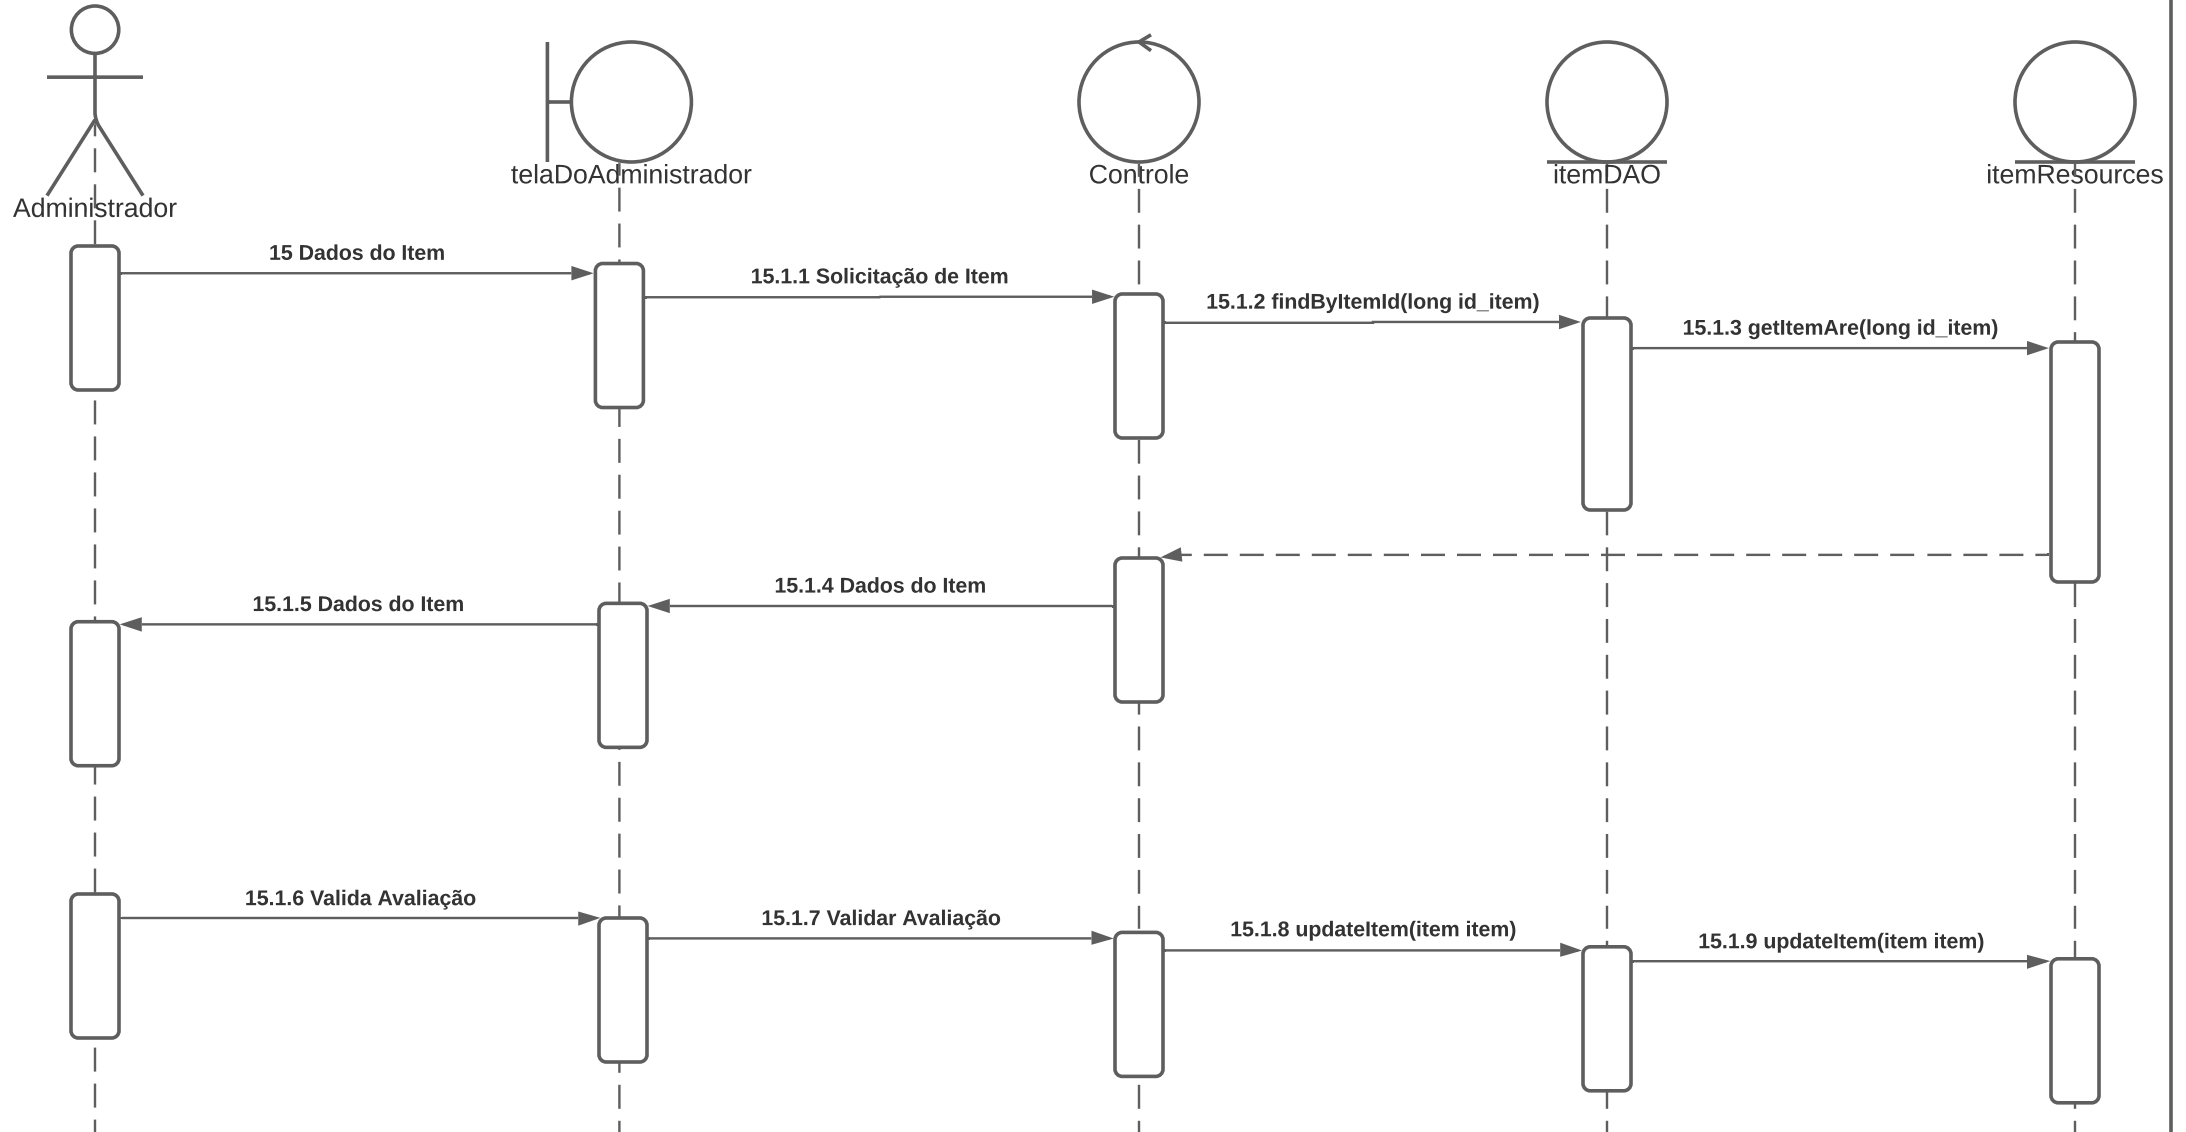 Administrador
telaDoAdministrador
Controle
itemDAO
itemResources
15 Dados do Item
15.1.1 Solicitação de Item
15.1.2 findByItemId(long id_item)
15.1.3 getItemAre(long id_item)
15.1.4 Dados do Item
15.1.5 Dados do Item
15.1.6 Valida Avaliação
15.1.7 Validar Avaliação
15.1.8 updateItem(item item)
15.1.9 updateItem(item item)